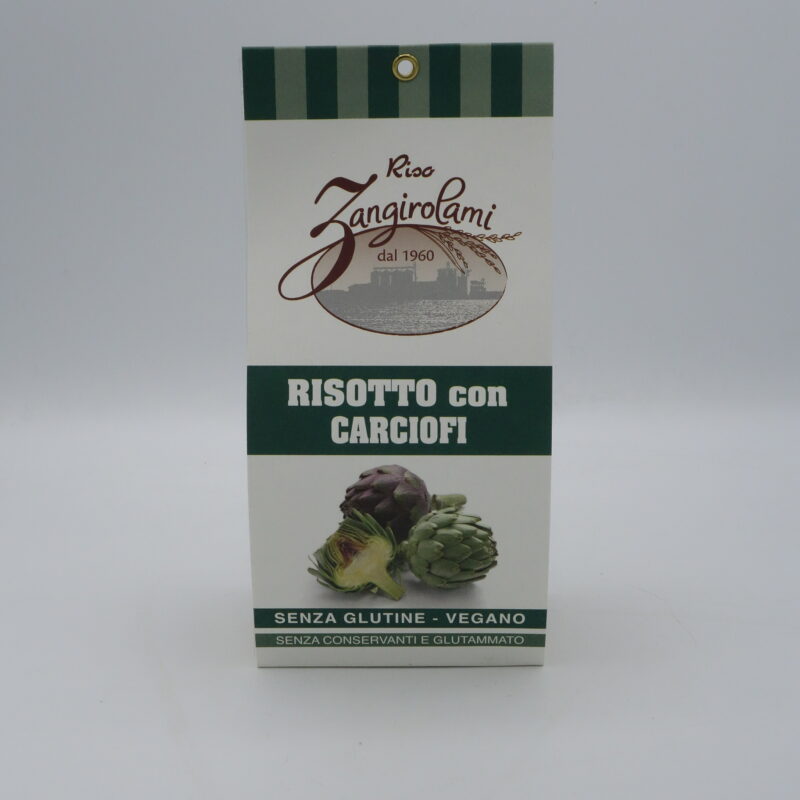 Riso
Zangirolami
dal 1960
RISOTTO con
CARCIOFI
SENZA GLUTINE - VEGANO
SENZA CONSERVANTI E GLUTAMMATO